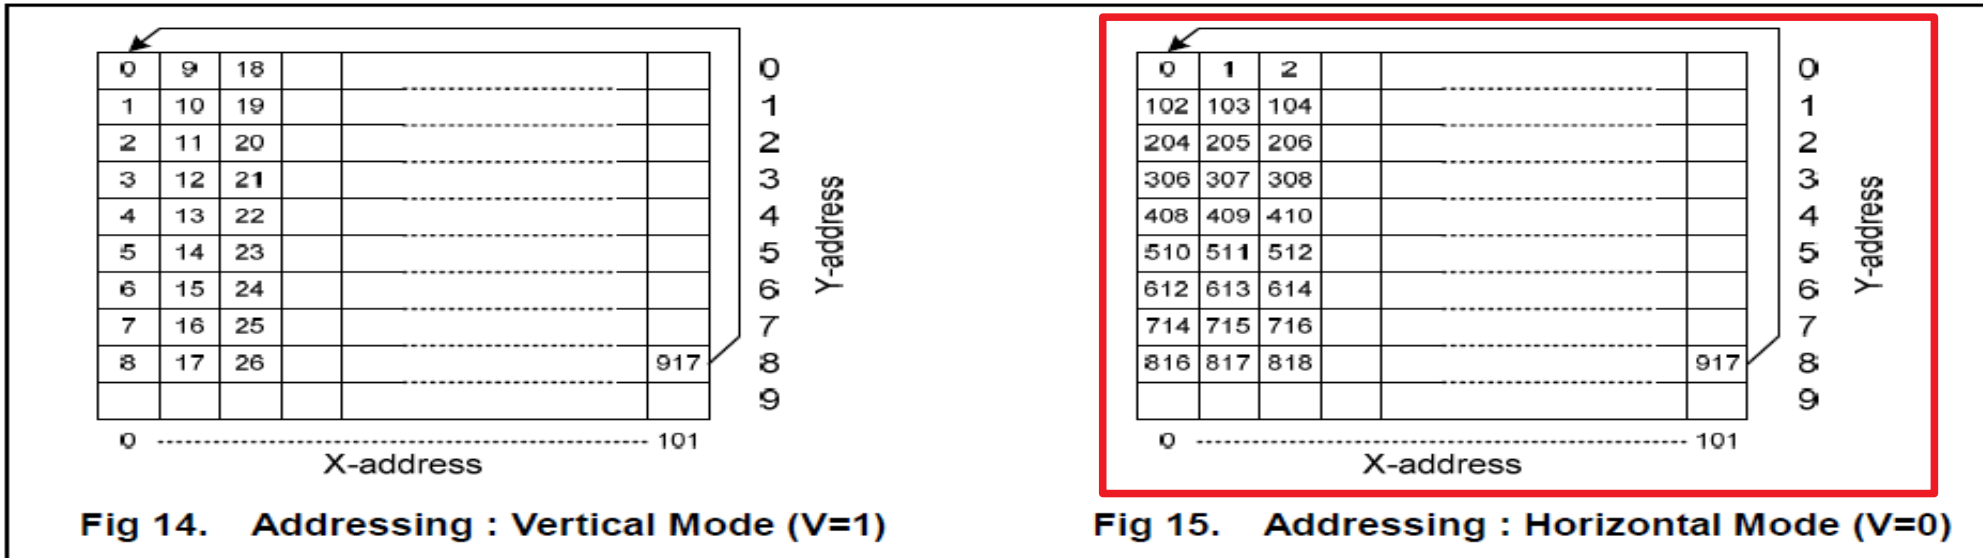 0 9 18 0
1 10 19 1
2 11 20 2
3 12 21 3
4 13 22 4
5 14 23 5
6 15 24 6
7 16 25 7
8 17 26 917 8
9
Y-address
0 101
X-address
Fig 14. Addressing : Vertical Mode (V=1)
0 1 2 0
102 103 104 1
204 205 206 2
306 307 308 3
408 409 410 4
510 511 512 5
612 613 614 6
714 715 716 7
816 817 818 917 8
9
Y-address
0 101
X-address
Fig 15. Addressing : Horizontal Mode (V=0)